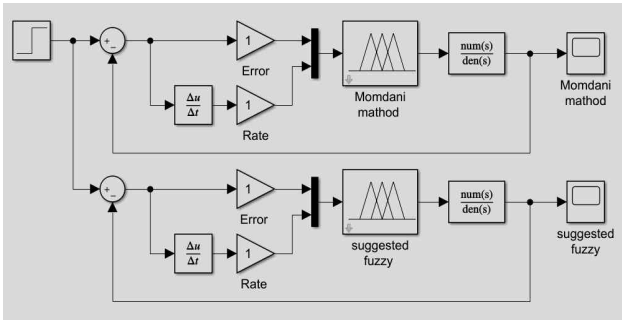 +
−
1
Error
Δu
Δt
1
Rate
Momdani
mathod
num(s)
den(s)
Momdani
mathod
+
−
1
Error
Δu
Δt
1
Rate
suggested
fuzzy
num(s)
den(s)
suggested
fuzzy